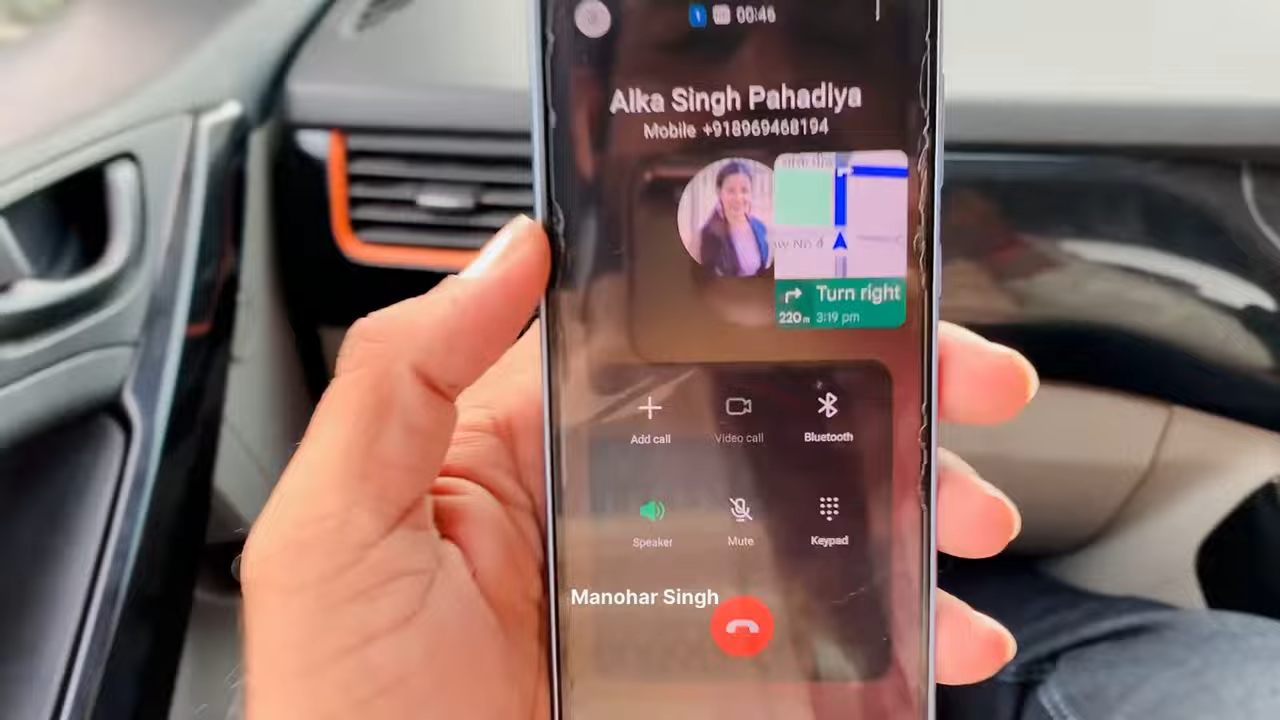 00:46
Alka Singh Pahadiya
Mobile +918969468194
Turn right
220 m 3:19 pm
Add call
Video call
Bluetooth
Speaker
Mute
Keypad
Manohar Singh